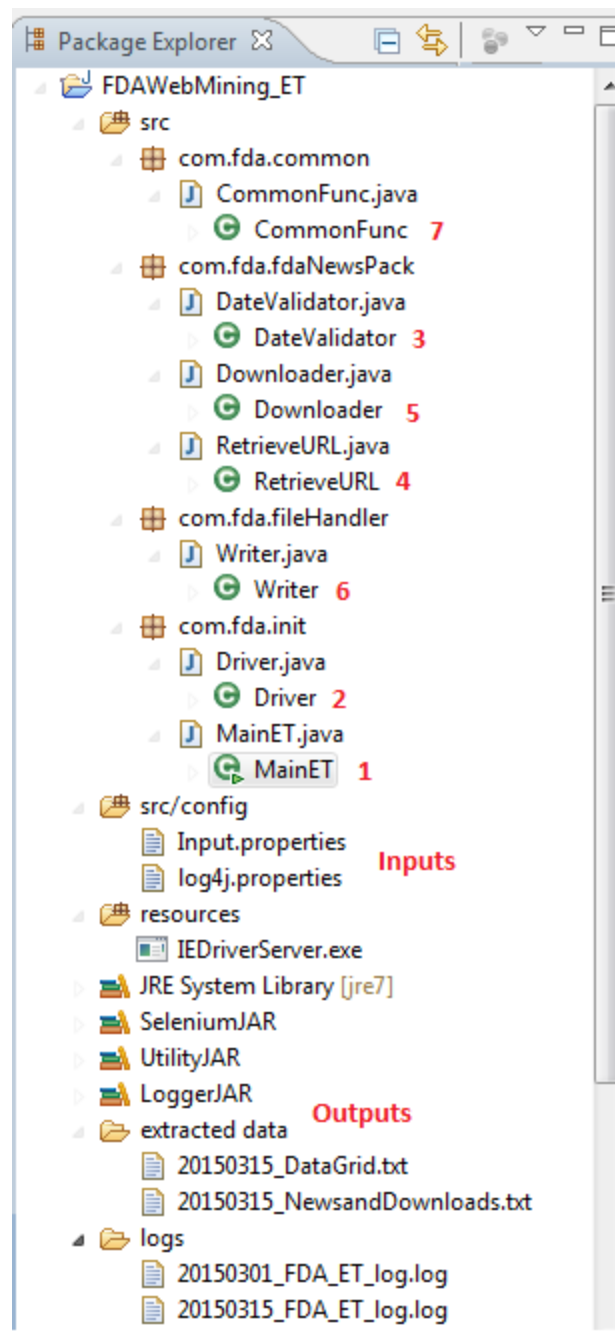 Package Explorer
FDAWebMining_ET
src
com.fda.common
CommonFunc.java
CommonFunc 7
com.fda.fdaNewsPack
DateValidator.java
DateValidator 3
Downloader.java
Downloader 5
RetrieveURL.java
RetrieveURL 4
com.fda.fileHandler
Writer.java
Writer 6
com.fda.init
Driver.java
Driver 2
MainET.java
MainET 1
src/config
Input.properties
Inputs
log4j.properties
resources
IEDriverServer.exe
JRE System Library [jre7]
SeleniumJAR
UtilityJAR
LoggerJAR
Outputs
extracted data
20150315_DataGrid.txt
20150315_NewsandDownloads.txt
logs
20150301_FDA_ET_log.log
20150315_FDA_ET_log.log